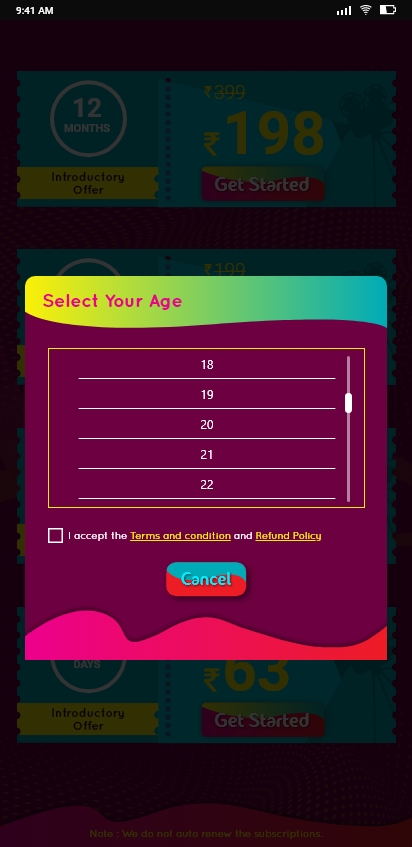 9:41 AM
12
MONTHS
Introductory
Offer
₹399
₹198
Get Started
₹199
Select Your Age
18
19
20
21
22
I accept the Terms and condition and Refund Policy
Cancel
DAYS
Introductory
Offer
₹63
Get Started
Note : We do not auto renew the subscriptions.